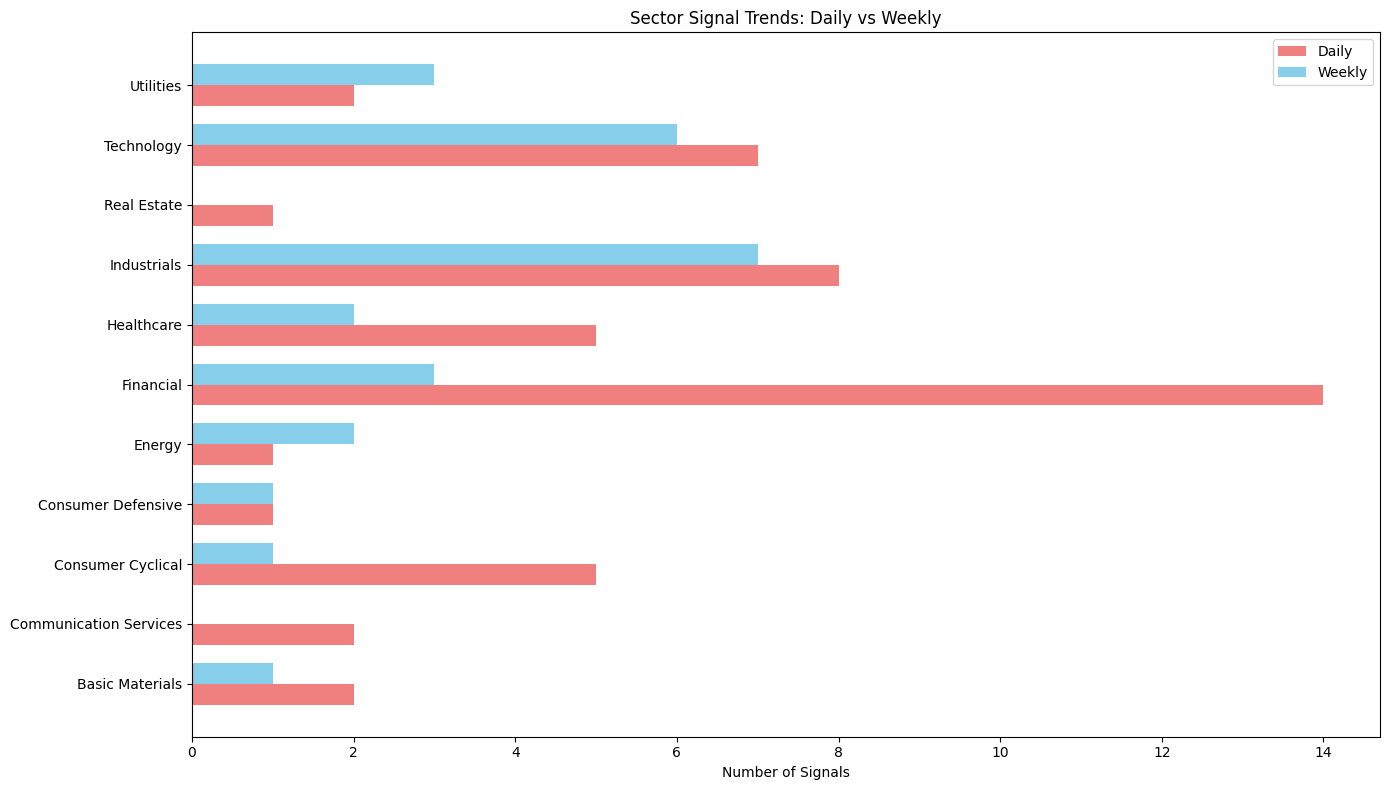 Sector Signal Trends: Daily vs Weekly
Daily
Weekly
Utilities
Technology
Real Estate
Industrials
Healthcare
Financial
Energy
Consumer Defensive
Consumer Cyclical
Communication Services
Basic Materials
0 2 4 6 8 10 12 14
Number of Signals